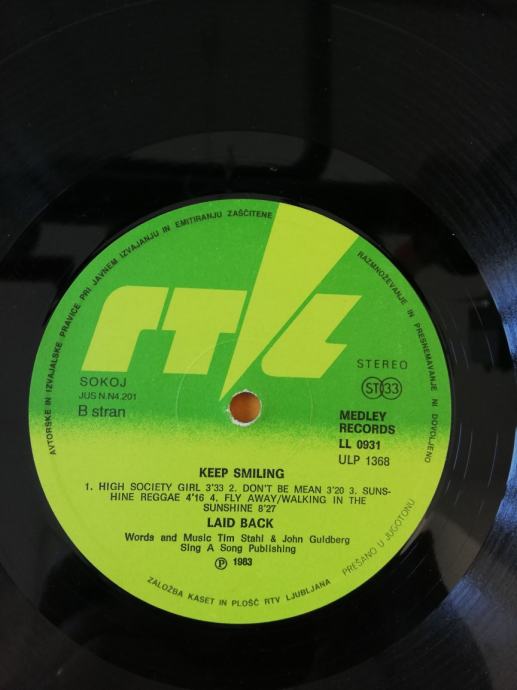 AVTORSKE IN IZVAJALSKE PRAVICE PRI JAVNEM IZVAJANJU IN EMITIRANJU ZAŠČITENE
RAZMNOŽEVANJE IN PRESNEMAVANJE NI DOVOLJENO
RTVL
SOKOJ
JUS N.N4.201
B stran
STEREO
ST 33
MEDLEY
RECORDS
LL 0931
ULP 1368
KEEP SMILING
1. HIGH SOCIETY GIRL 3'33 2. DON'T BE MEAN 3'20 3. SUNS-
HINE REGGAE 4'16 4. FLY AWAY/WALKING IN THE
SUNSHINE 8'27
LAID BACK
Words and Music Tim Stahl & John Guldberg
Sing A Song Publishing
Ⓟ 1983
PREŠANO U JUGOTONU
ZALOŽBA KASET IN PLOŠČ RTV LJUBLJANA